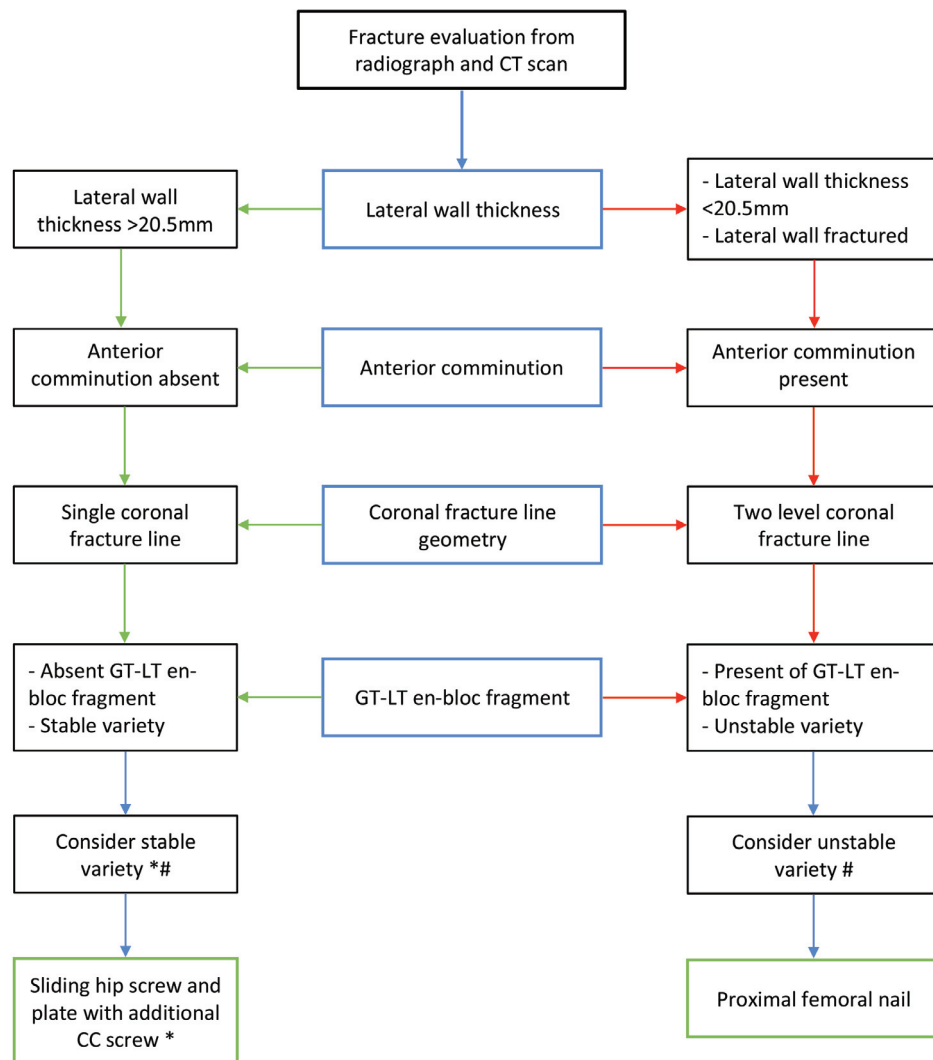 Fracture evaluation from
radiograph and CT scan
Lateral wall
thickness >20.5mm
Lateral wall thickness
- Lateral wall thickness
<20.5mm
- Lateral wall fractured
Anterior
comminution absent
Anterior comminution
Anterior comminution
present
Single coronal
fracture line
Coronal fracture line
geometry
Two level coronal
fracture line
- Absent GT-LT en-
bloc fragment
- Stable variety
GT-LT en-bloc fragment
- Present of GT-LT en-
bloc fragment
- Unstable variety
Consider stable
variety *#
Consider unstable
variety #
Sliding hip screw and
plate with additional
CC screw *
Proximal femoral nail